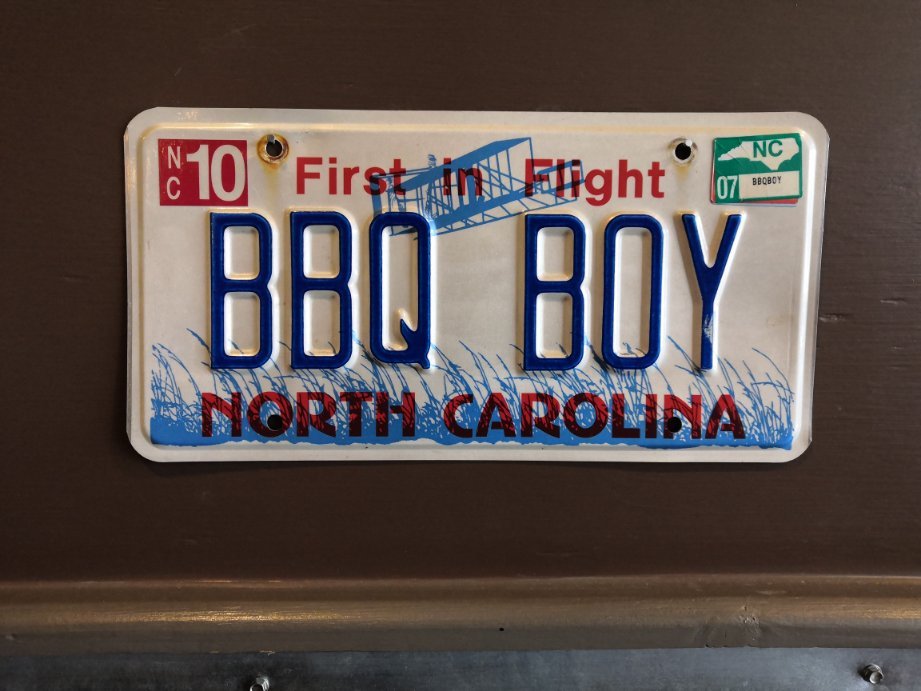 NC 10
First in Flight
NC
07 BBQBOY
BBQ BOY
NORTH CAROLINA